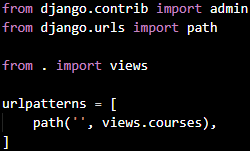 from django.contrib import admin
from django.urls import path

from . import views

urlpatterns = [
    path('', views.courses),
]